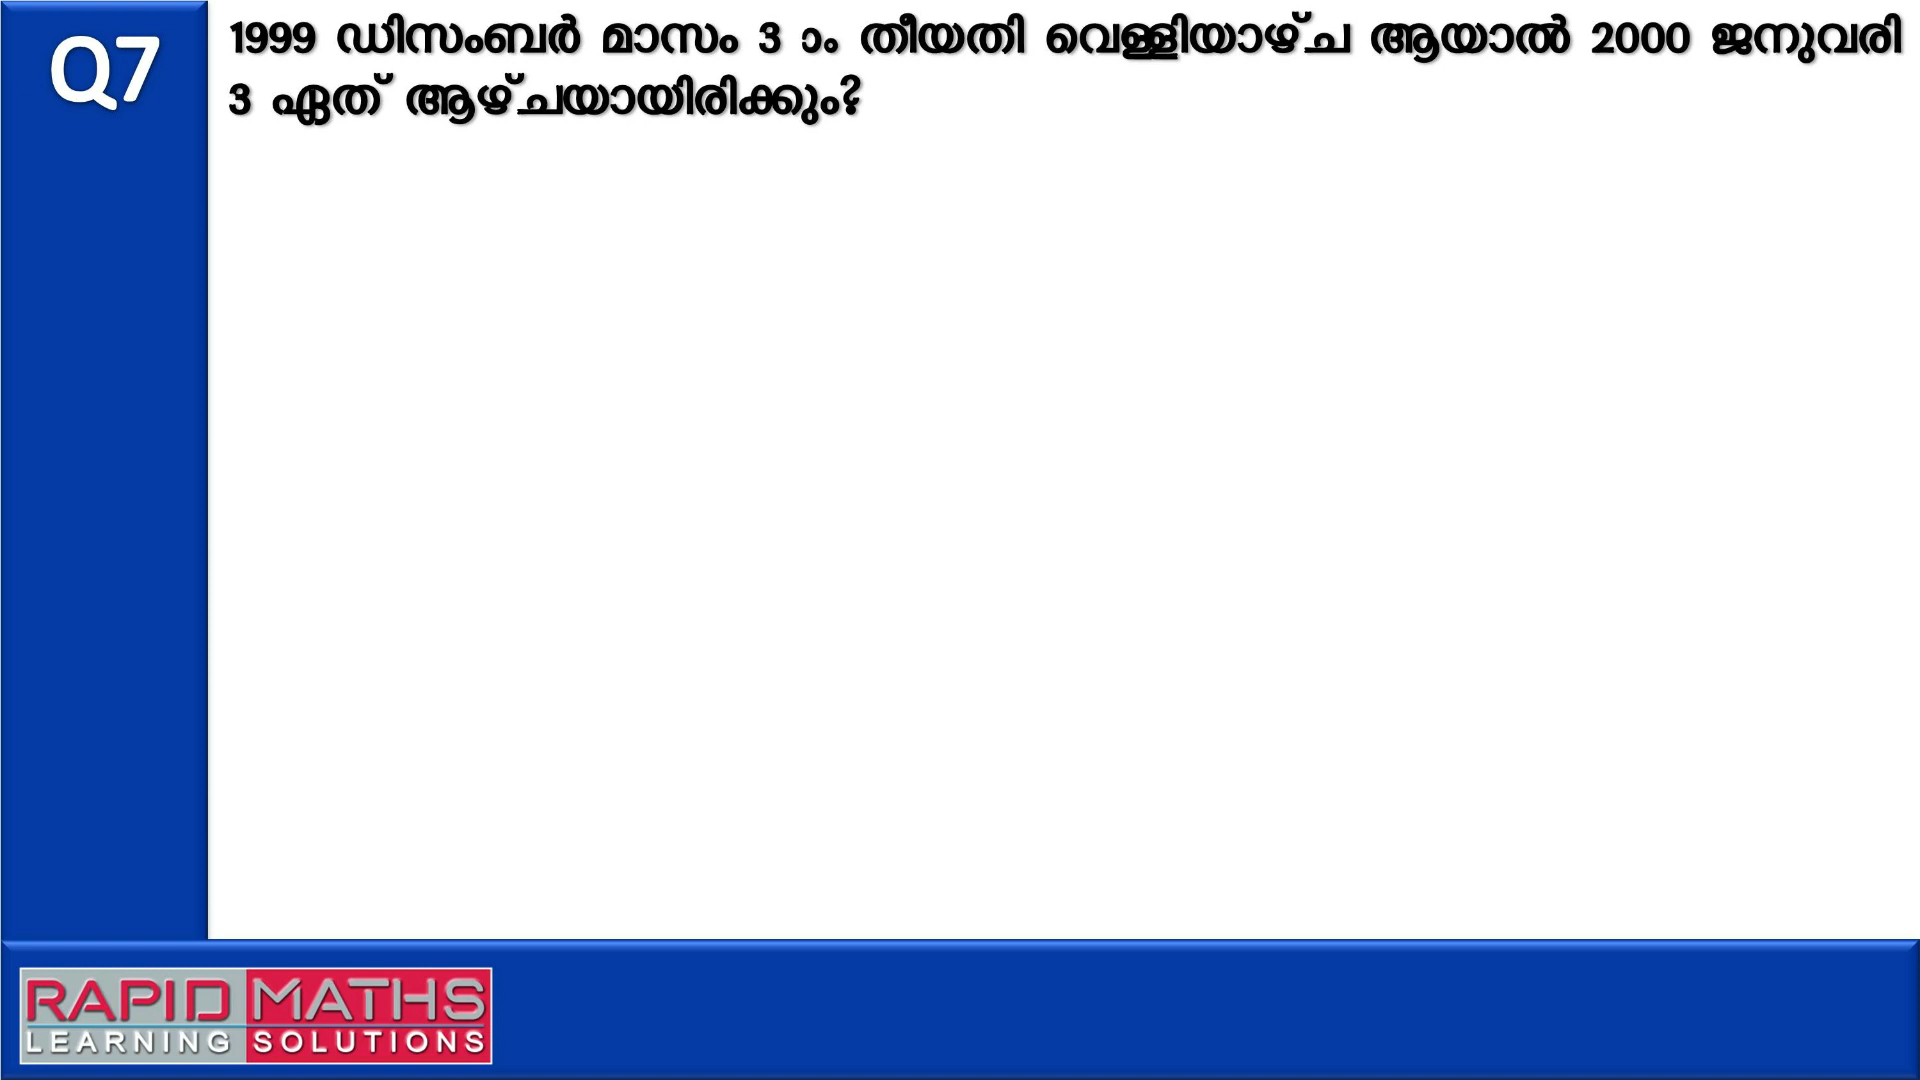 Q7
1999 ഡിസംബർ മാസം 3 ാം തീയതി വെള്ളിയാഴ്ച ആയാൽ 2000 ജനുവരി
3 ഏത് ആഴ്ചയായിരിക്കും?
RAPID MATHS
LEARNING SOLUTIONS